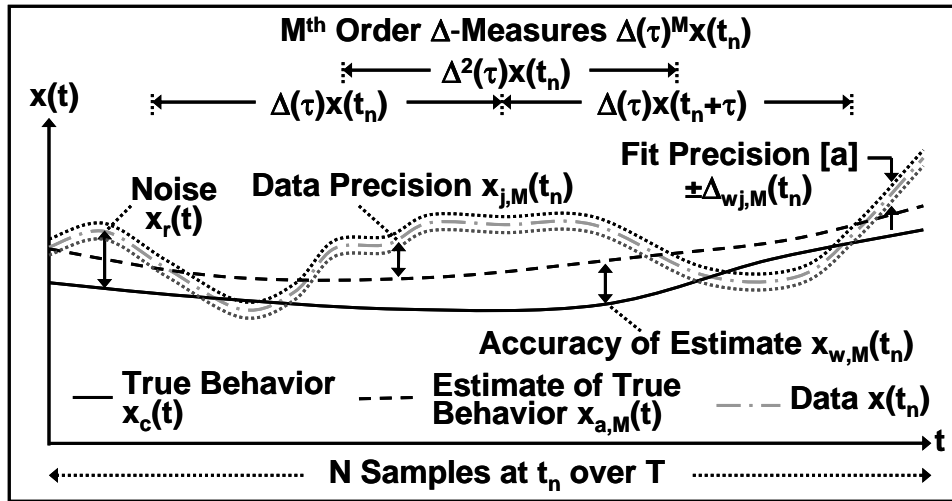 Mᵗʰ Order Δ-Measures Δ(τ)ᴹx(tₙ)
Δ²(τ)x(tₙ)
x(t)
Δ(τ)x(tₙ)
Δ(τ)x(tₙ+τ)
Fit Precision [a]
±Δwj,M(tₙ)
Noise
xᵣ(t)
Data Precision xj,M(tₙ)
Accuracy of Estimate xw,M(tₙ)
True Behavior
xc(t)
Estimate of True
Behavior xa,M(t)
Data x(tₙ)
t
N Samples at tₙ over T